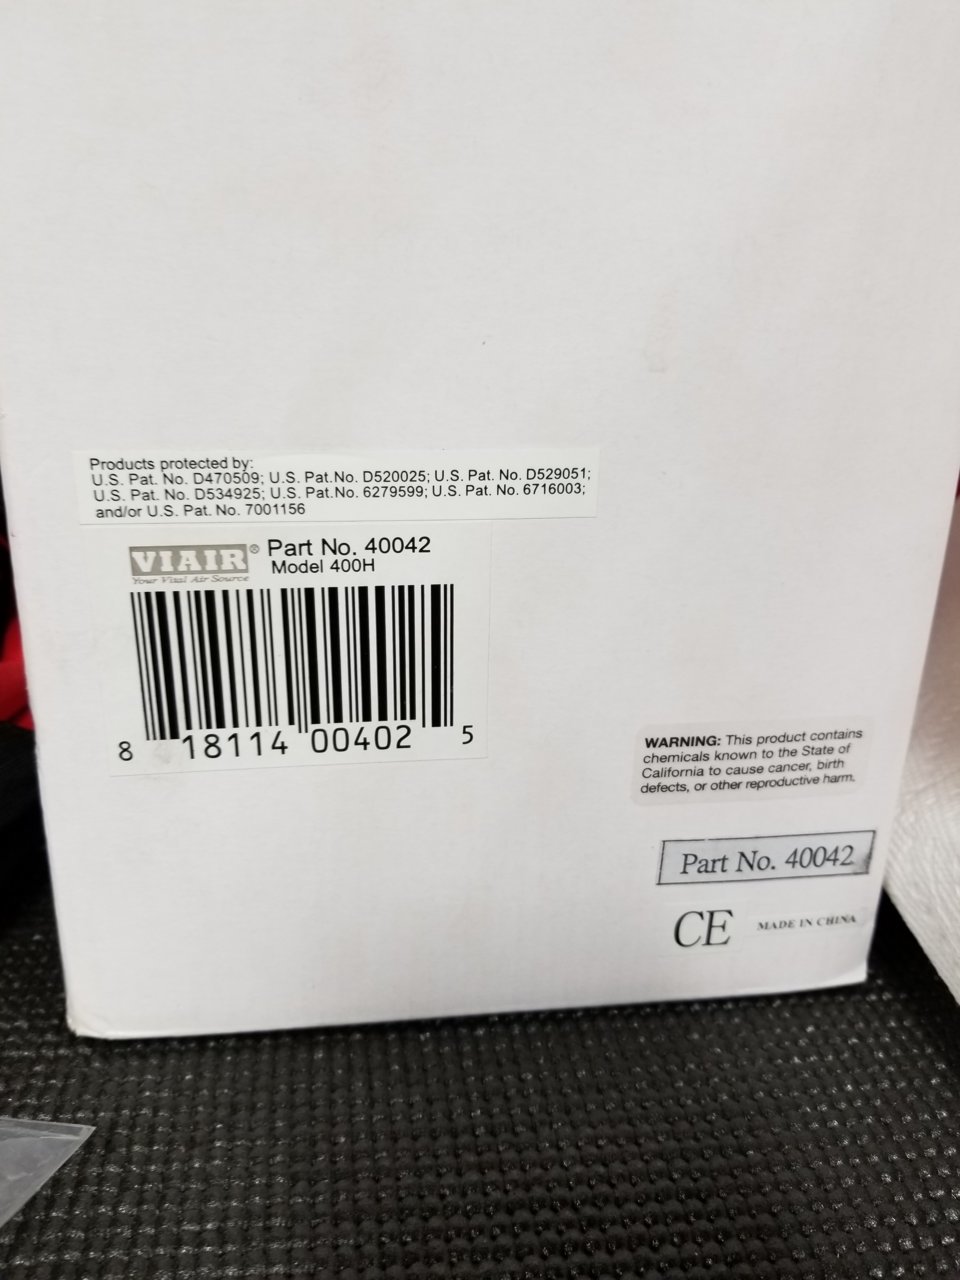 Products protected by:
U.S. Pat. No. D470509; U.S. Pat.No. D520025; U.S. Pat. No. D529051;
U.S. Pat. No. D534925; U.S. Pat.No. 6279599; U.S. Pat. No. 6716003;
and/or U.S. Pat. No. 7001156
VIAIR® Part No. 40042
Your Vital Air Source Model 400H
8 18114 00402 5
WARNING: This product contains
chemicals known to the State of
California to cause cancer, birth
defects, or other reproductive harm.
Part No. 40042
CE MADE IN CHINA